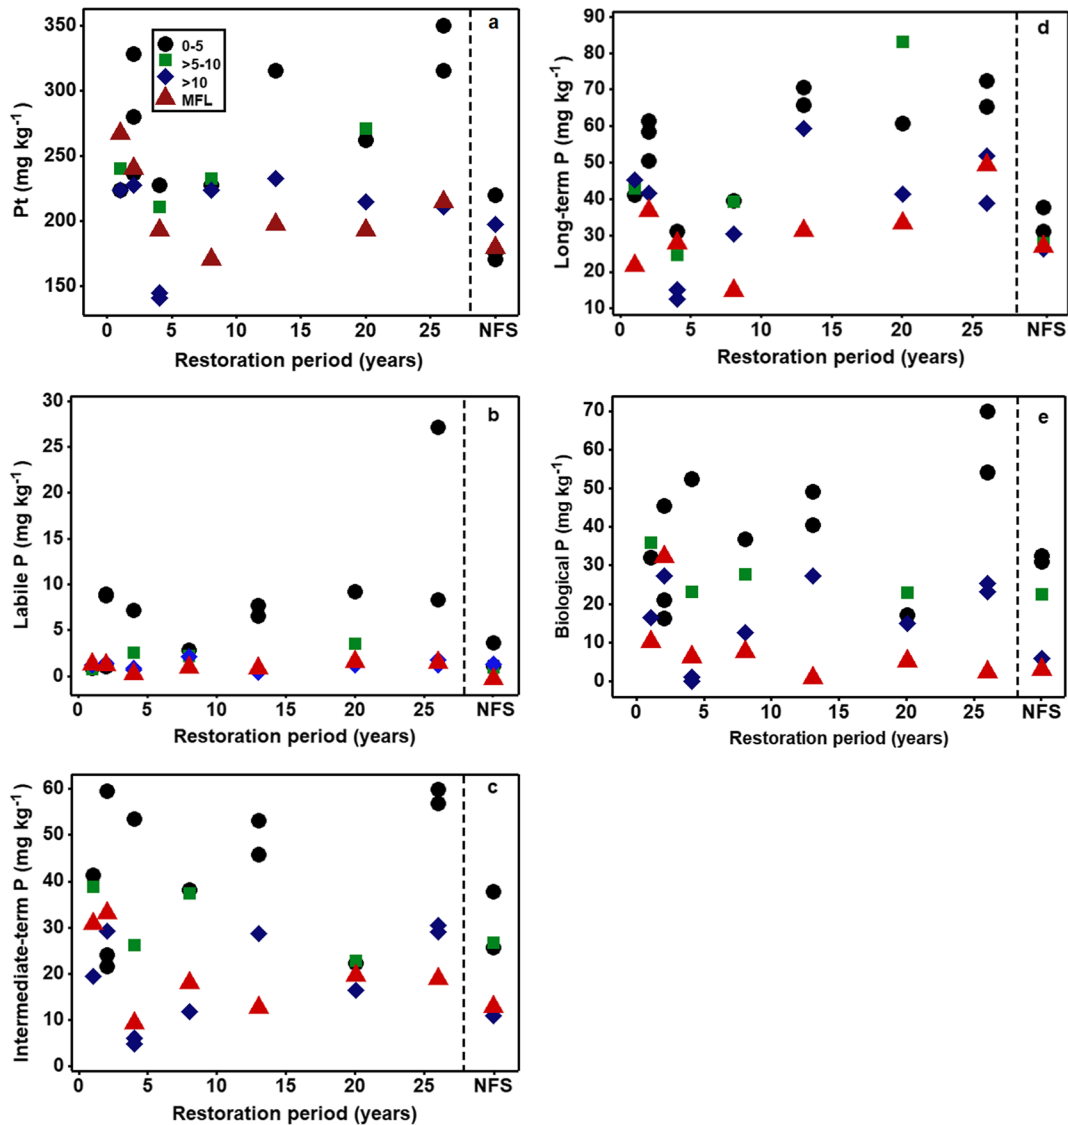 a
350
300
250
200
150
Pt (mg kg-1)
0-5
>5-10
>10
MFL
0 5 10 15 20 25 NFS
Restoration period (years)
d
90
80
70
60
50
40
30
20
10
Long-term P (mg kg-1)
0 5 10 15 20 25 NFS
Restoration period (years)
b
30
25
20
15
10
5
0
Labile P (mg kg-1)
0 5 10 15 20 25 NFS
Restoration period (years)
e
70
60
50
40
30
20
10
0
Biological P (mg kg-1)
0 5 10 15 20 25 NFS
Restoration period (years)
c
60
50
40
30
20
10
0
Intermediate-term P (mg kg-1)
0 5 10 15 20 25 NFS
Restoration period (years)